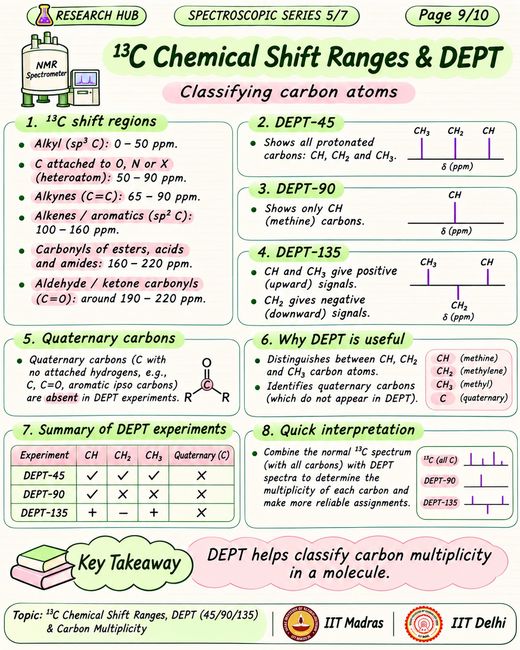 RESEARCH HUB
SPECTROSCOPIC SERIES 5/7
Page 9/10
NMR
Spectrometer
¹³C Chemical Shift Ranges & DEPT
Classifying carbon atoms
1. ¹³C shift regions
• Alkyl (sp³ C): 0 – 50 ppm.
• C attached to O, N or X
(heteroatom): 50 – 90 ppm.
• Alkynes (C≡C): 65 – 90 ppm.
• Alkenes / aromatics (sp² C):
100 – 160 ppm.
• Carbonyls of esters, acids
and amides: 160 – 220 ppm.
• Aldehyde / ketone carbonyls
(C=O): around 190 – 220 ppm.
2. DEPT-45
• Shows all protonated
carbons: CH, CH₂ and CH₃.
CH₃ CH₂ CH
δ (ppm)
3. DEPT-90
• Shows only CH
(methine) carbons.
CH
δ (ppm)
4. DEPT-135
• CH and CH₃ give positive
(upward) signals.
• CH₂ gives negative
(downward) signals.
CH₃ CH
CH₂
δ (ppm)
5. Quaternary carbons
• Quaternary carbons (C with
no attached hydrogens, e.g.,
C, C=O, aromatic ipso carbons)
are absent in DEPT experiments.
O
C
R R
6. Why DEPT is useful
• Distinguishes between CH, CH₂
and CH₃ carbon atoms.
• Identifies quaternary carbons
(which do not appear in DEPT).
CH (methine)
CH₂ (methylene)
CH₃ (methyl)
C (quaternary)
7. Summary of DEPT experiments
Experiment CH CH₂ CH₃ Quaternary (C)
DEPT-45 ✓ ✓ ✓ ✗
DEPT-90 ✓ ✗ ✗ ✗
DEPT-135 + – + ✗
8. Quick interpretation
• Combine the normal ¹³C spectrum
(with all carbons) with DEPT
spectra to determine the
multiplicity of each carbon and
make more reliable assignments.
¹³C (all C)
DEPT-90
DEPT-135
Key Takeaway
DEPT helps classify carbon multiplicity
in a molecule.
Topic: ¹³C Chemical Shift Ranges, DEPT (45/90/135)
& Carbon Multiplicity
IIT Madras
IIT Delhi